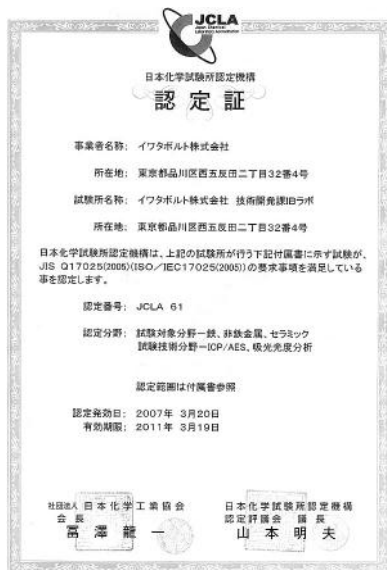 JCLA
Japan Chemical
Laboratory Accreditation
日本化学試験所認定機構
認定証
事業者名称: イワタボルト株式会社
所在地: 東京都品川区西五反田二丁目32番4号
試験所名称: イワタボルト株式会社 技術開発課IBラボ
所在地: 東京都品川区西五反田二丁目32番4号
日本化学試験所認定機構は、上記の試験所が行う下記付属書に示す試験が、
JIS Q17025(2005)(ISO/IEC17025(2005))の要求事項を満足している
事を認定します。
認定番号: JCLA 61
認定分野: 試験対象分野−鉄、非鉄金属、セラミック
試験技術分野−ICP/AES、吸光光度分析
認定範囲は付属書参照
認定発効日: 2007年 3月20日
有効期限: 2011年 3月19日
社団法人 日本化学工業協会
会長
冨澤龍一
日本化学試験所認定機構
認定評議会 議長
山本明夫